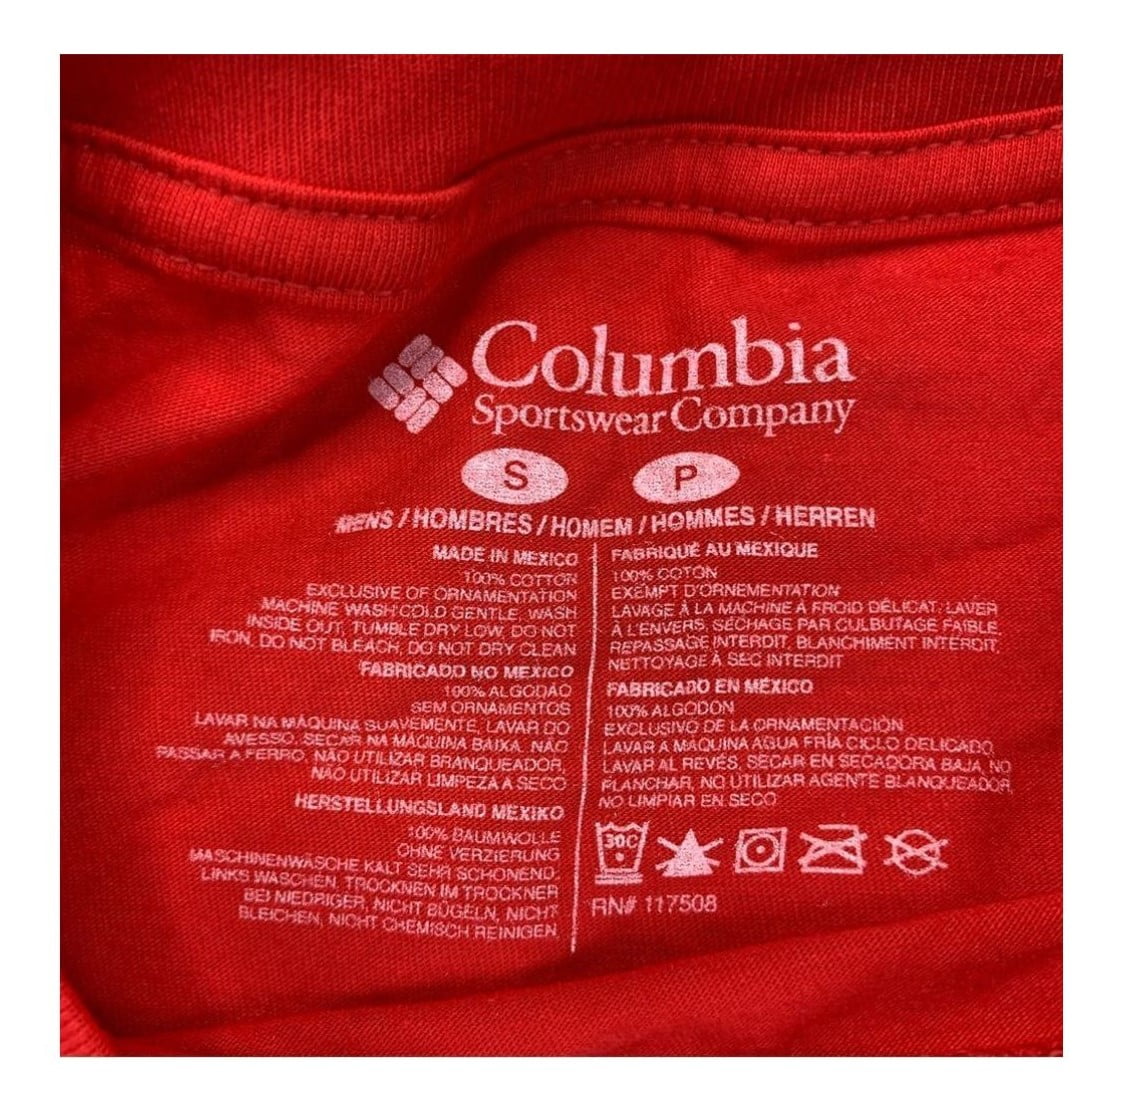 Columbia
Sportswear Company
S P
MENS / HOMBRES / HOMEM / HOMMES / HERREN
MADE IN MEXICO
100% COTTON
EXCLUSIVE OF ORNAMENTATION
MACHINE WASH COLD GENTLE, WASH
INSIDE OUT, TUMBLE DRY LOW, DO NOT
IRON, DO NOT BLEACH, DO NOT DRY CLEAN
FABRICADO NO MEXICO
100% ALGODÃO
SEM ORNAMENTOS
LAVAR NA MÁQUINA SUAVEMENTE, LAVAR DO
AVESSO, SECAR NA MÁQUINA BAIXA, NÃO
PASSAR A FERRO, NÃO UTILIZAR BRANQUEADOR,
NÃO UTILIZAR LIMPEZA A SECO
HERSTELLUNGSLAND MEXIKO
100% BAUMWOLLE
OHNE VERZIERUNG
MASCHINENWÄSCHE KALT SEHR SCHONEND,
LINKS WASCHEN, TROCKNEN IM TROCKNER
BEI NIEDRIGER, NICHT BÜGELN, NICHT
BLEICHEN, NICHT CHEMISCH REINIGEN,
FABRIQUÉ AU MEXIQUE
100% COTON
EXEMPT D'ORNEMENTATION
LAVAGE À LA MACHINE À FROID DÉLICAT, LAVER
À L'ENVERS, SÉCHAGE PAR CULBUTAGE FAIBLE,
REPASSAGE INTERDIT, BLANCHIMENT INTERDIT,
NETTOYAGE À SEC INTERDIT
FABRICADO EN MÉXICO
100% ALGODON
EXCLUSIVO DE LA ORNAMENTACIÓN
LAVAR A MAQUINA AGUA FRÍA CICLO DELICADO,
LAVAR AL REVÉS, SECAR EN SECADORA BAJA, NO
PLANCHAR, NO UTILIZAR AGENTE BLANQUEADOR,
NO LIMPIAR EN SECO
30C
RN# 117508